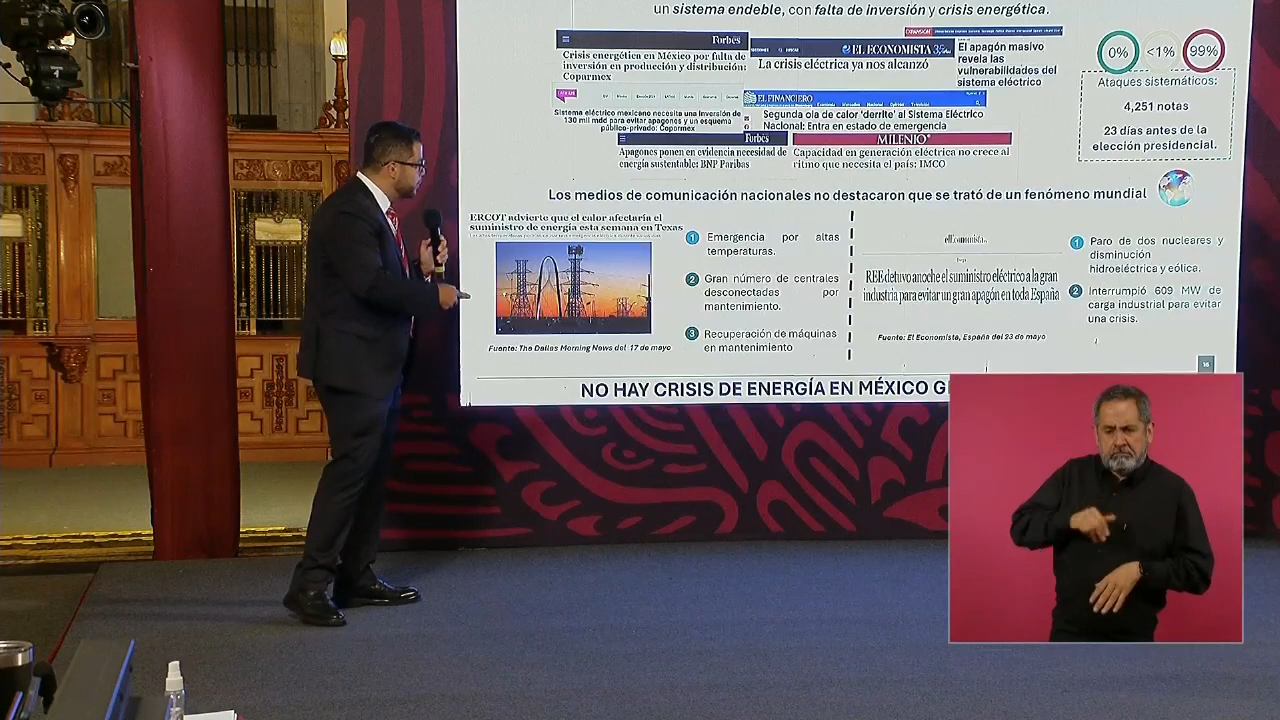 un sistema endeble, con falta de inversión y crisis energética.
Forbes
Crisis energética en México por falta de
inversión en producción y distribución:
Coparmex
EL ECONOMISTA
La crisis eléctrica ya nos alcanzó
EXPANSIÓN
El apagón masivo
revela las
vulnerabilidades del
sistema eléctrico
0%
<1%
99%
Ataques sistemáticos:
4,251 notas
23 días antes de la
elección presidencial.
Sistema eléctrico mexicano necesita una inversión de
130 mil mdd para evitar apagones y un esquema
público-privado: Coparmex
EL FINANCIERO
Segunda ola de calor 'derrite' al Sistema Eléctrico
Nacional: Entra en estado de emergencia
Forbes
Apagones ponen en evidencia necesidad de
energía sustentable: BNP Paribas
MILENIO
Capacidad en generación eléctrica no crece al
ritmo que necesita el país: IMCO
Los medios de comunicación nacionales no destacaron que se trató de un fenómeno mundial
ERCOT advierte que el calor afectaría el
suministro de energía esta semana en Texas
Fuente: The Dallas Morning News del 17 de mayo
1 Emergencia por altas
temperaturas.
2 Gran número de centrales
desconectadas por
mantenimiento.
3 Recuperación de máquinas
en mantenimiento
elEconomista.
REE detuvo anoche el suministro eléctrico a la gran
industria para evitar un gran apagón en toda España
Fuente: El Economista, España del 23 de mayo
1 Paro de dos nucleares y
disminución
hidroeléctrica y eólica.
2 Interrumpió 609 MW de
carga industrial para evitar
una crisis.
16
NO HAY CRISIS DE ENERGÍA EN MÉXICO